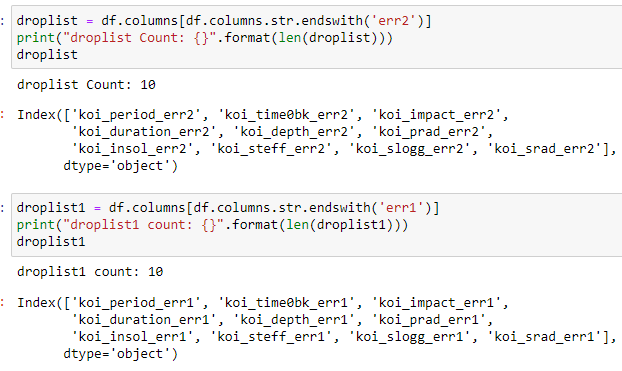 : droplist = df.columns[df.columns.str.endswith('err2')]
print("droplist Count: {}".format(len(droplist)))
droplist
droplist Count: 10
: Index(['koi_period_err2', 'koi_time0bk_err2', 'koi_impact_err2',
'koi_duration_err2', 'koi_depth_err2', 'koi_prad_err2',
'koi_insol_err2', 'koi_steff_err2', 'koi_slogg_err2', 'koi_srad_err2'],
dtype='object')
: droplist1 = df.columns[df.columns.str.endswith('err1')]
print("droplist1 count: {}".format(len(droplist1)))
droplist1
droplist1 count: 10
: Index(['koi_period_err1', 'koi_time0bk_err1', 'koi_impact_err1',
'koi_duration_err1', 'koi_depth_err1', 'koi_prad_err1',
'koi_insol_err1', 'koi_steff_err1', 'koi_slogg_err1', 'koi_srad_err1'],
dtype='object')